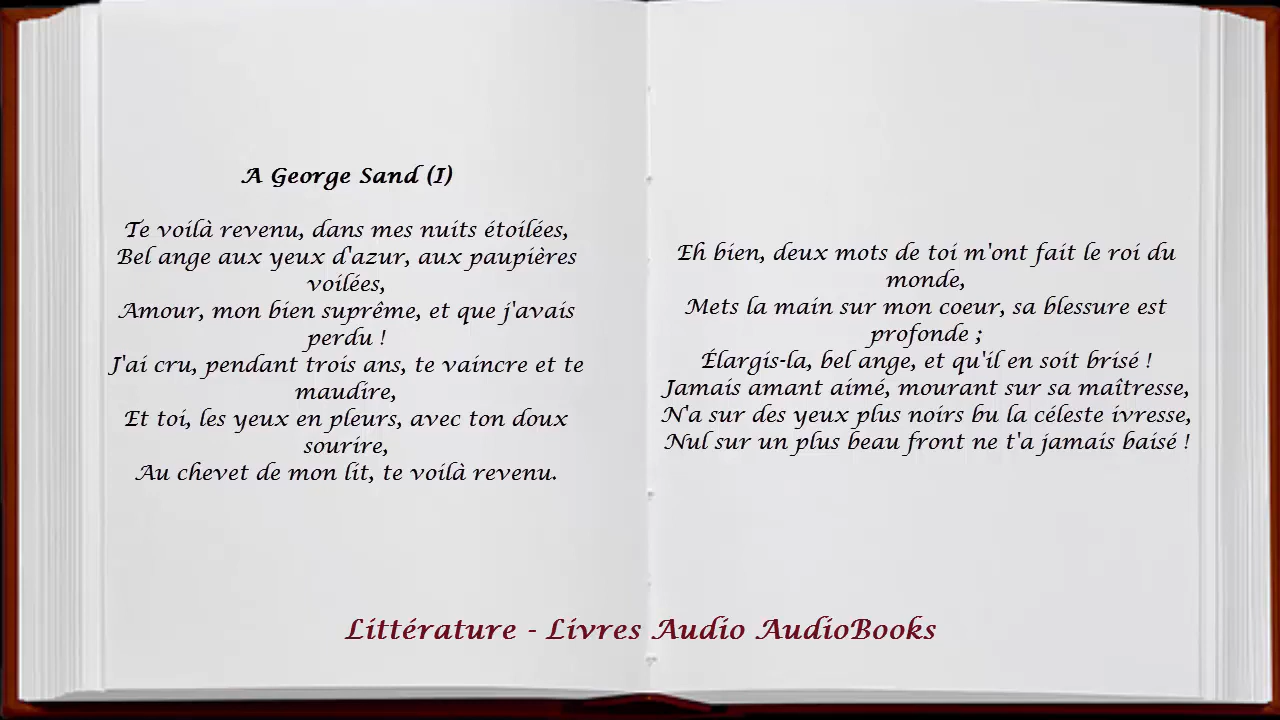 A George Sand (I)
Te voilà revenu, dans mes nuits étoilées,
Bel ange aux yeux d'azur, aux paupières
voilées,
Amour, mon bien suprême, et que j'avais
perdu !
J'ai cru, pendant trois ans, te vaincre et te
maudire,
Et toi, les yeux en pleurs, avec ton doux
sourire,
Au chevet de mon lit, te voilà revenu.
Eh bien, deux mots de toi m'ont fait le roi du
monde,
Mets la main sur mon coeur, sa blessure est
profonde ;
Élargis-la, bel ange, et qu'il en soit brisé !
Jamais amant aimé, mourant sur sa maîtresse,
N'a sur des yeux plus noirs bu la céleste ivresse,
Nul sur un plus beau front ne t'a jamais baisé !
Littérature - Livres Audio AudioBooks